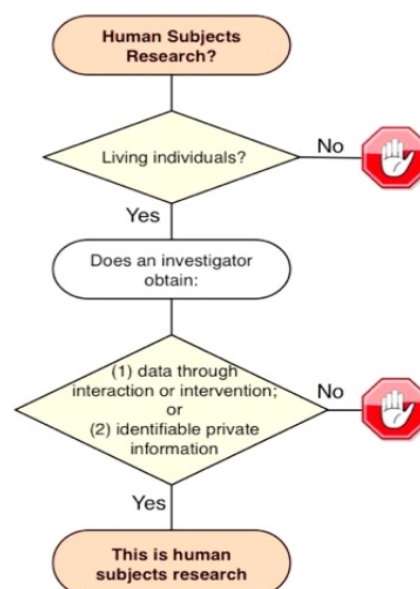 Human Subjects
Research?
Living individuals?
No
Yes
Does an investigator
obtain:
(1) data through
interaction or intervention;
or
(2) identifiable private
information
No
Yes
This is human
subjects research